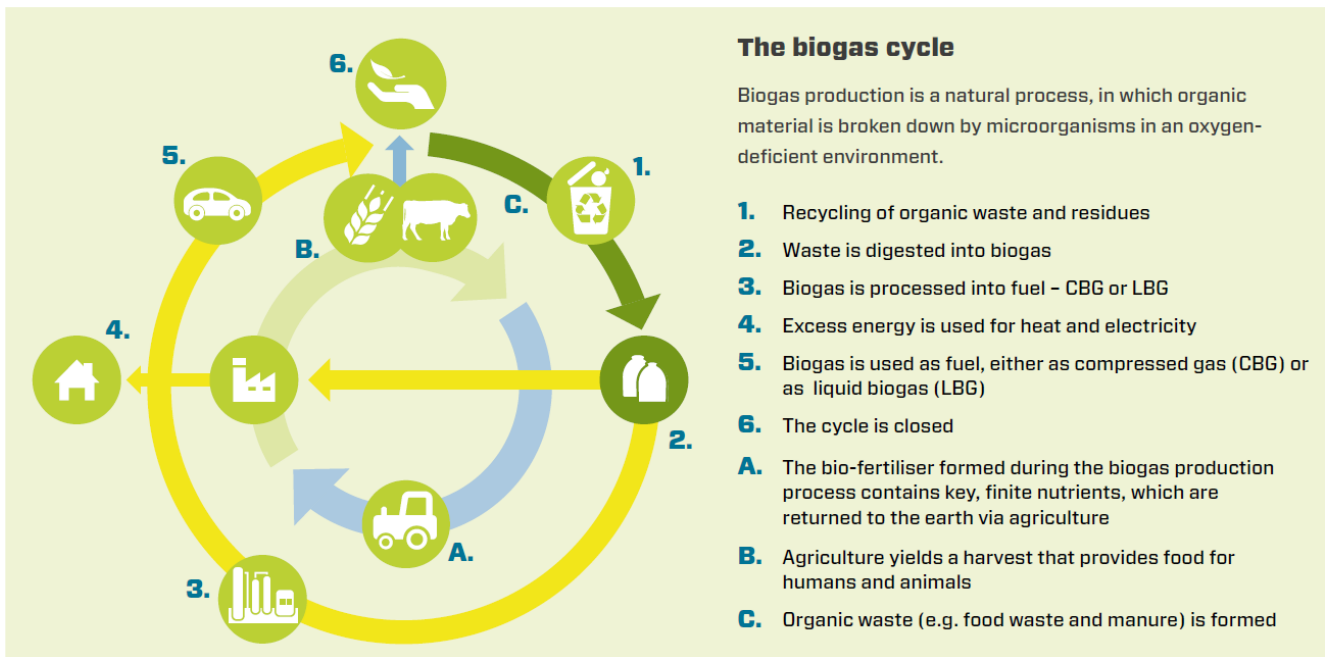 6.
5.
1.
C.
B.
4.
2.
A.
3.
The biogas cycle
Biogas production is a natural process, in which organic
material is broken down by microorganisms in an oxygen-
deficient environment.
1. Recycling of organic waste and residues
2. Waste is digested into biogas
3. Biogas is processed into fuel – CBG or LBG
4. Excess energy is used for heat and electricity
5. Biogas is used as fuel, either as compressed gas (CBG) or
as liquid biogas (LBG)
6. The cycle is closed
A. The bio-fertiliser formed during the biogas production
process contains key, finite nutrients, which are
returned to the earth via agriculture
B. Agriculture yields a harvest that provides food for
humans and animals
C. Organic waste (e.g. food waste and manure) is formed